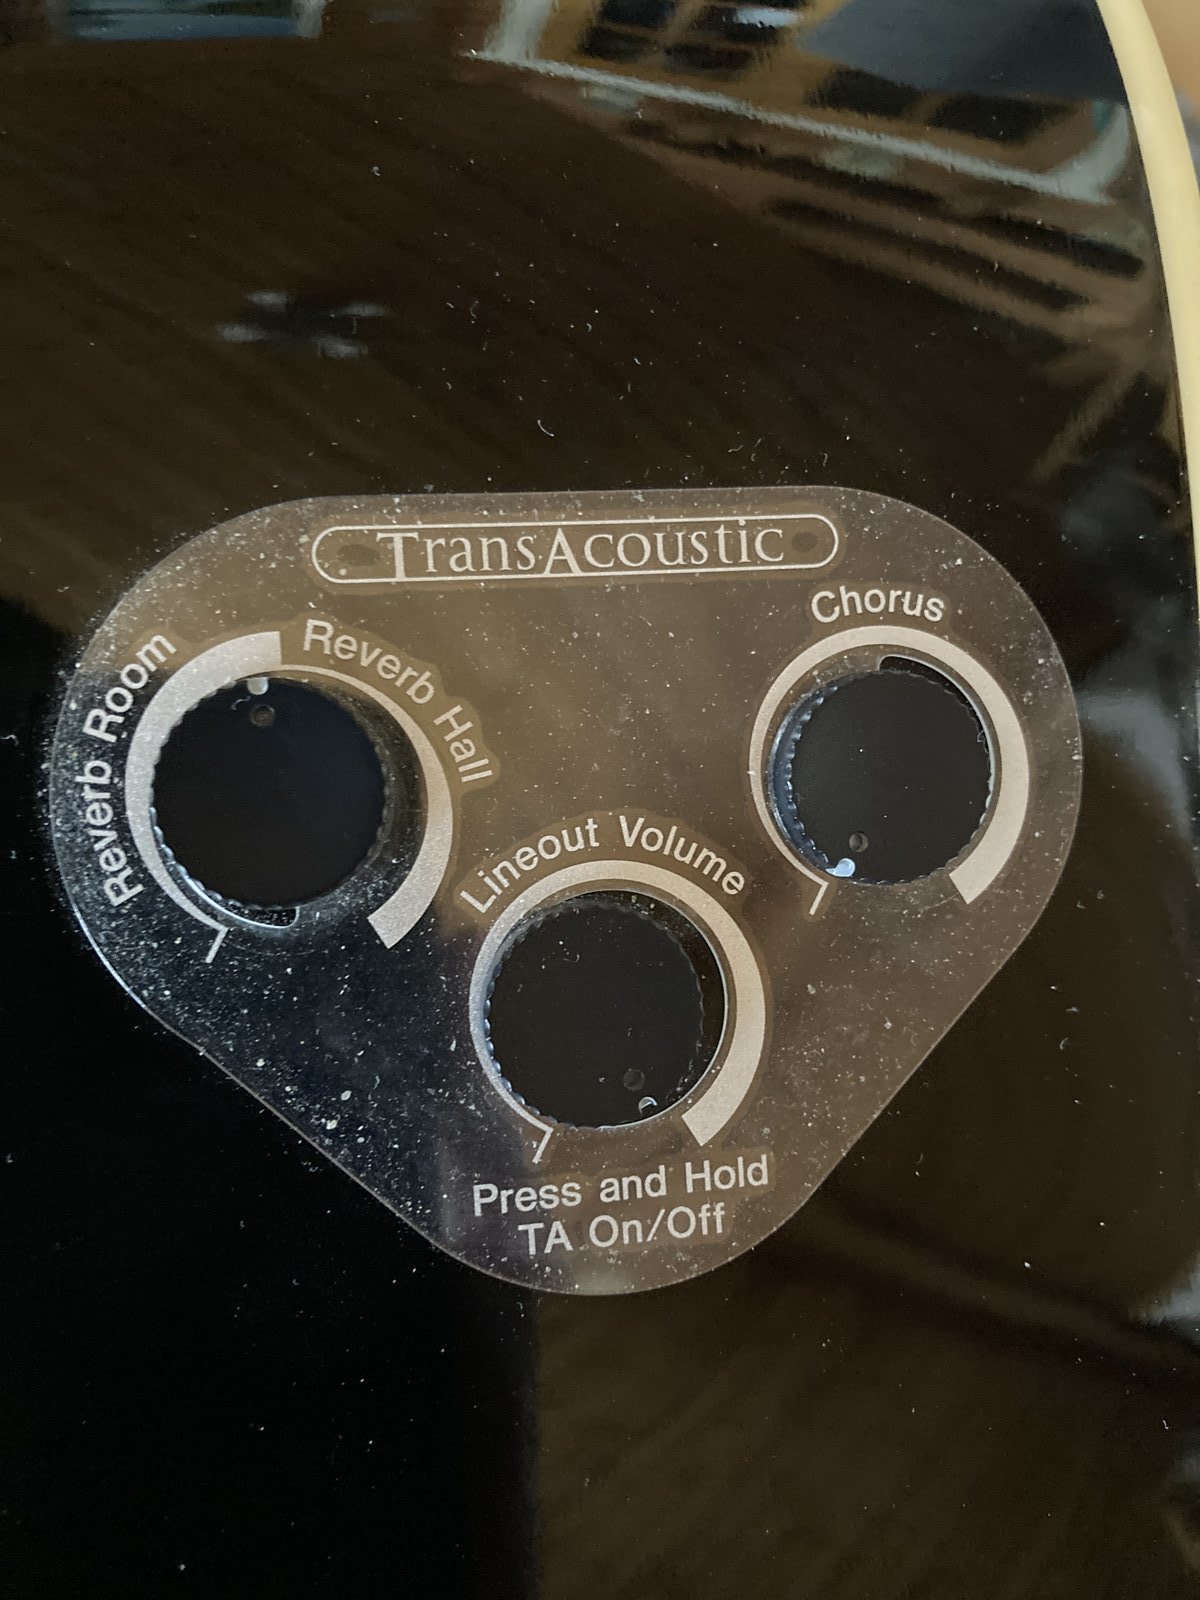 TransAcoustic
Reverb Room
Reverb Hall
Chorus
Lineout Volume
Press and Hold
TA On/Off